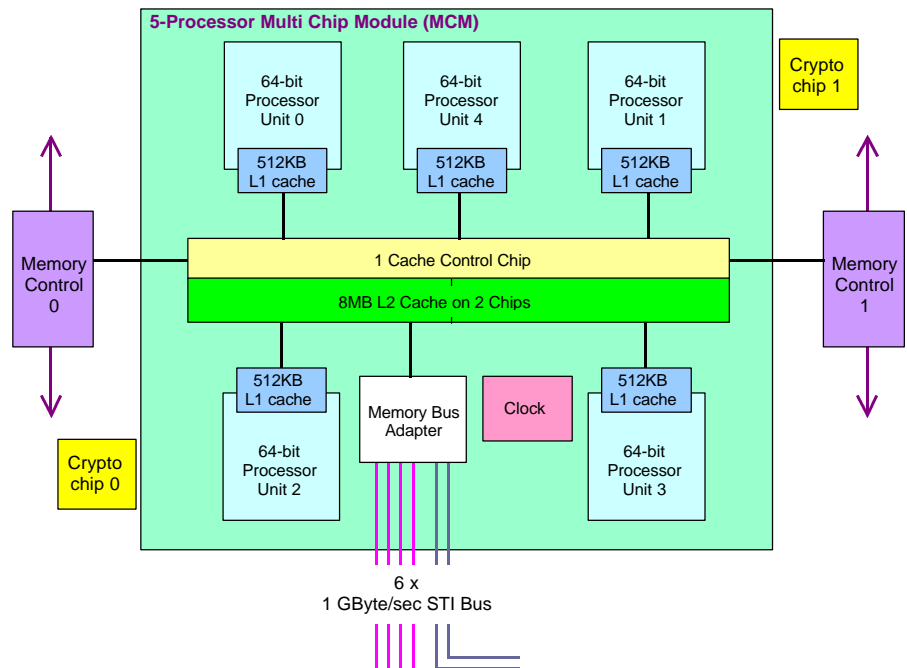 5-Processor Multi Chip Module (MCM)
Crypto
chip 1
64-bit
Processor
Unit 0
64-bit
Processor
Unit 4
64-bit
Processor
Unit 1
512KB
L1 cache
512KB
L1 cache
512KB
L1 cache
Memory
Control
0
1 Cache Control Chip
Memory
Control
1
8MB L2 Cache on 2 Chips
512KB
L1 cache
Memory Bus
Adapter
Clock
512KB
L1 cache
64-bit
Processor
Unit 2
64-bit
Processor
Unit 3
Crypto
chip 0
6 x
1 GByte/sec STI Bus